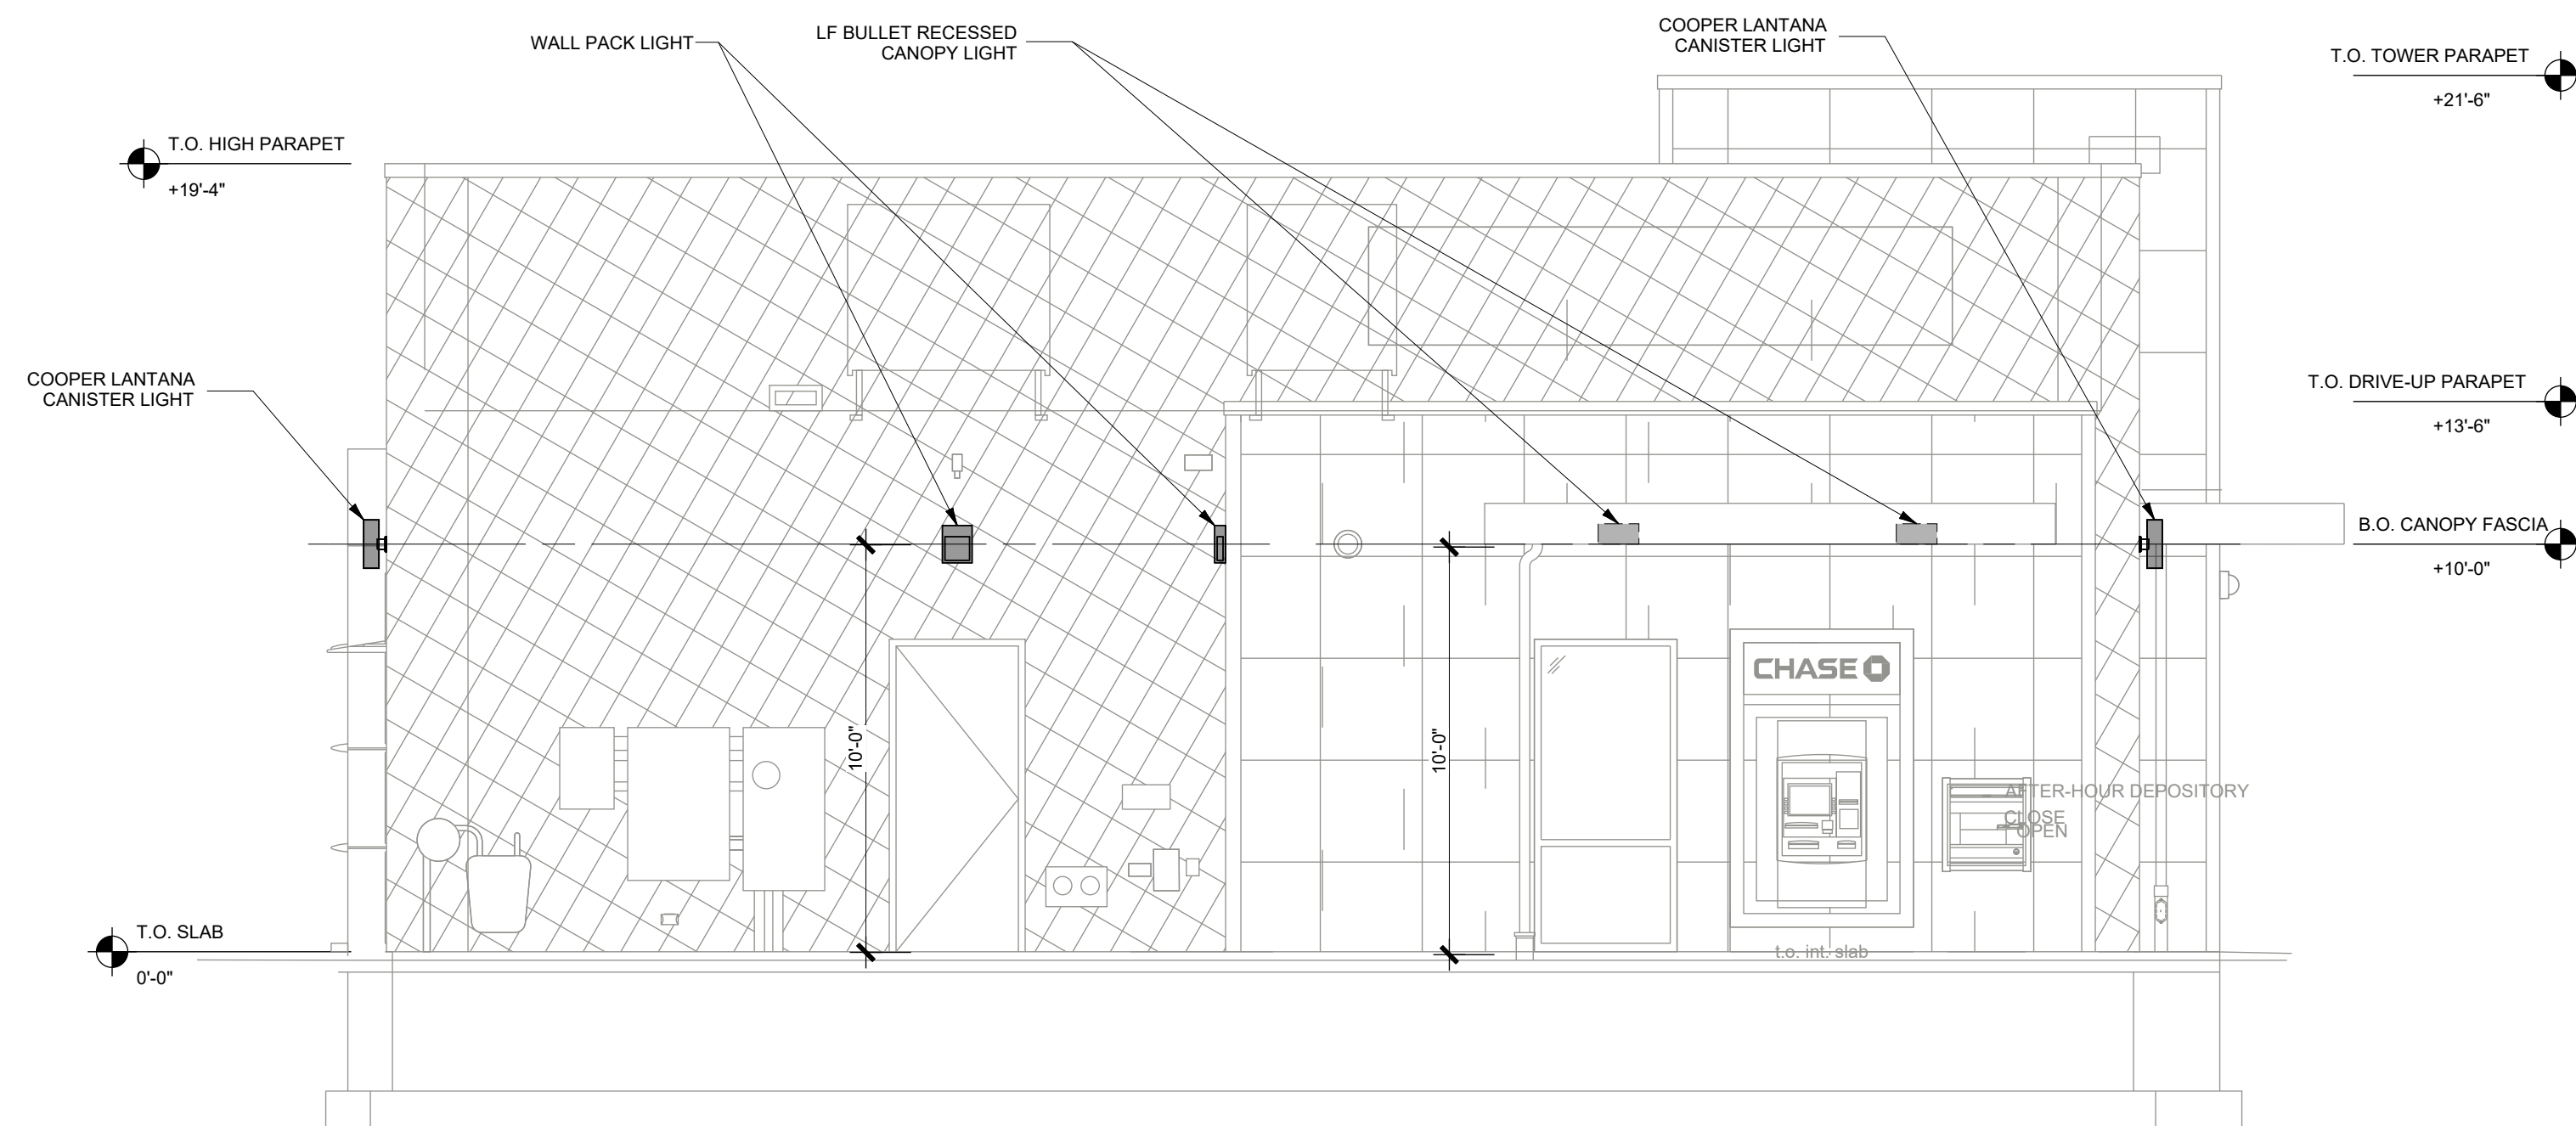 WALL PACK LIGHT
LF BULLET RECESSED
CANOPY LIGHT
COOPER LANTANA
CANISTER LIGHT
T.O. TOWER PARAPET
+21'-6"
T.O. HIGH PARAPET
+19'-4"
COOPER LANTANA
CANISTER LIGHT
T.O. DRIVE-UP PARAPET
+13'-6"
B.O. CANOPY FASCIA
+10'-0"
10'-0"
10'-0"
CHASE
AFTER-HOUR DEPOSITORY
CLOSE
OPEN
T.O. SLAB
0'-0"
t.o. int. slab